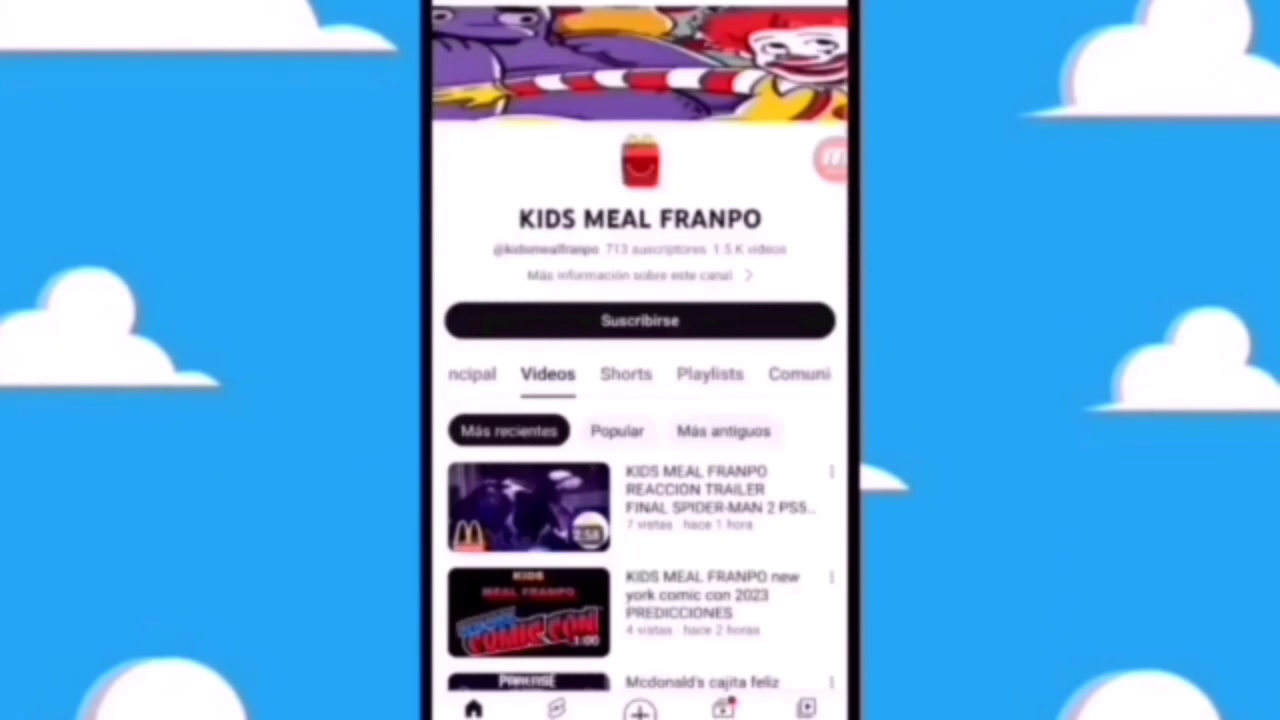 KIDS MEAL FRANPO
@kidsmealfranpo 713 suscriptores 1.5 K videos
Más información sobre este canal
Suscribirse
ncipal Videos Shorts Playlists Comuni
Más recientes Popular Más antiguos
KIDS MEAL FRANPO
REACCION TRAILER
FINAL SPIDER-MAN 2 PS5...
7 vistas · hace 1 hora
2:58
KIDS MEAL FRANPO new
york comic con 2023
PREDICCIONES
4 vistas · hace 2 horas
KIDS
MEAL FRANPO
COMIC CON
1:00
Mcdonald's cajita feliz